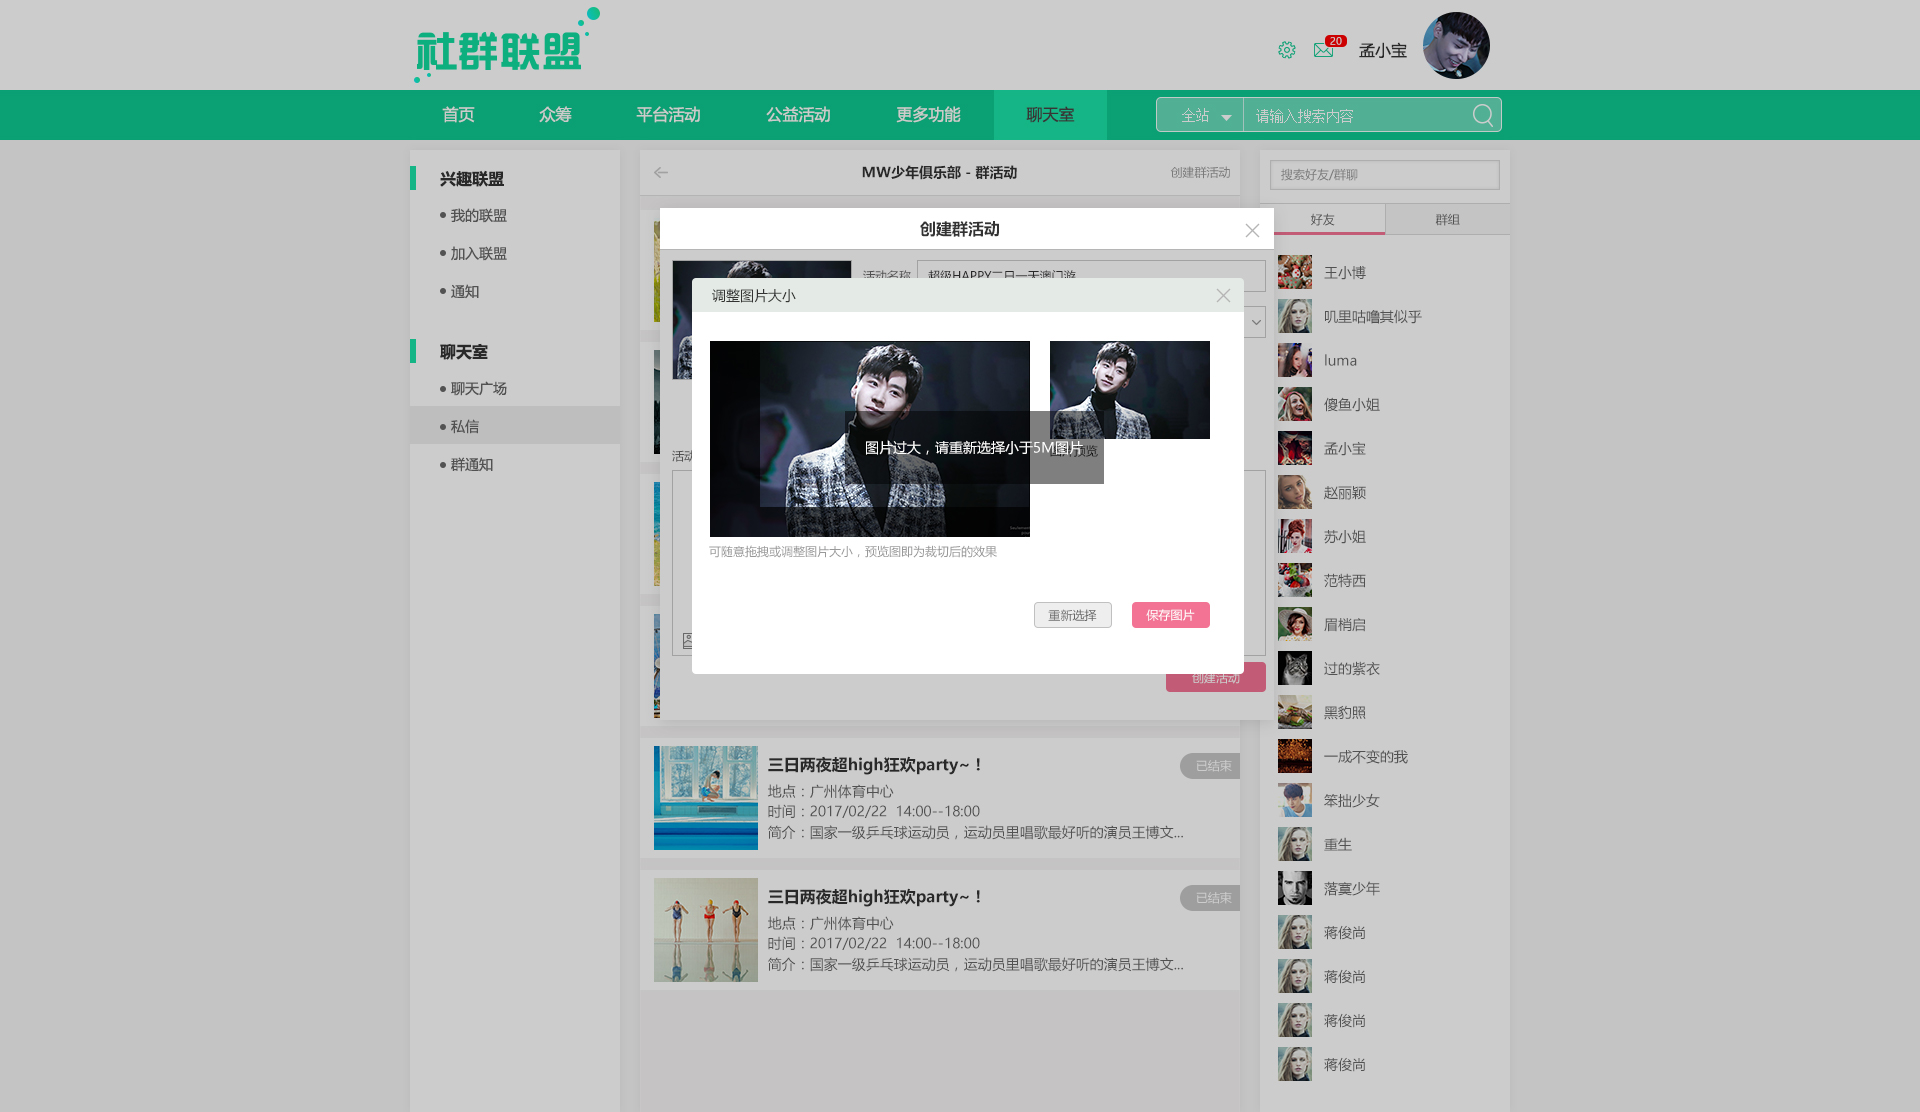 社群联盟
20
孟小宝
首页
众筹
平台活动
公益活动
更多功能
聊天室
全站
请输入搜索内容
兴趣联盟
我的联盟
加入联盟
通知
聊天室
聊天广场
私信
群通知
MW少年俱乐部 - 群活动
创建群活动
创建群活动
活动名称
超级HAPPY二日一天澳门游
调整图片大小
图片过大，请重新选择小于5M图片
预览
可随意拖拽或调整图片大小，预览图即为裁切后的效果
重新选择
保存图片
活动
创建活动
三日两夜超high狂欢party~！
已结束
地点：广州体育中心
时间：2017/02/22 14:00--18:00
简介：国家一级乒乓球运动员，运动员里唱歌最好听的演员王博文...
三日两夜超high狂欢party~！
已结束
地点：广州体育中心
时间：2017/02/22 14:00--18:00
简介：国家一级乒乓球运动员，运动员里唱歌最好听的演员王博文...
搜索好友/群聊
好友
群组
王小博
叽里咕噜其似乎
luma
傻鱼小姐
孟小宝
赵丽颖
苏小姐
范特西
眉梢启
过的紫衣
黑豹照
一成不变的我
笨拙少女
重生
落寞少年
蒋俊尚
蒋俊尚
蒋俊尚
蒋俊尚